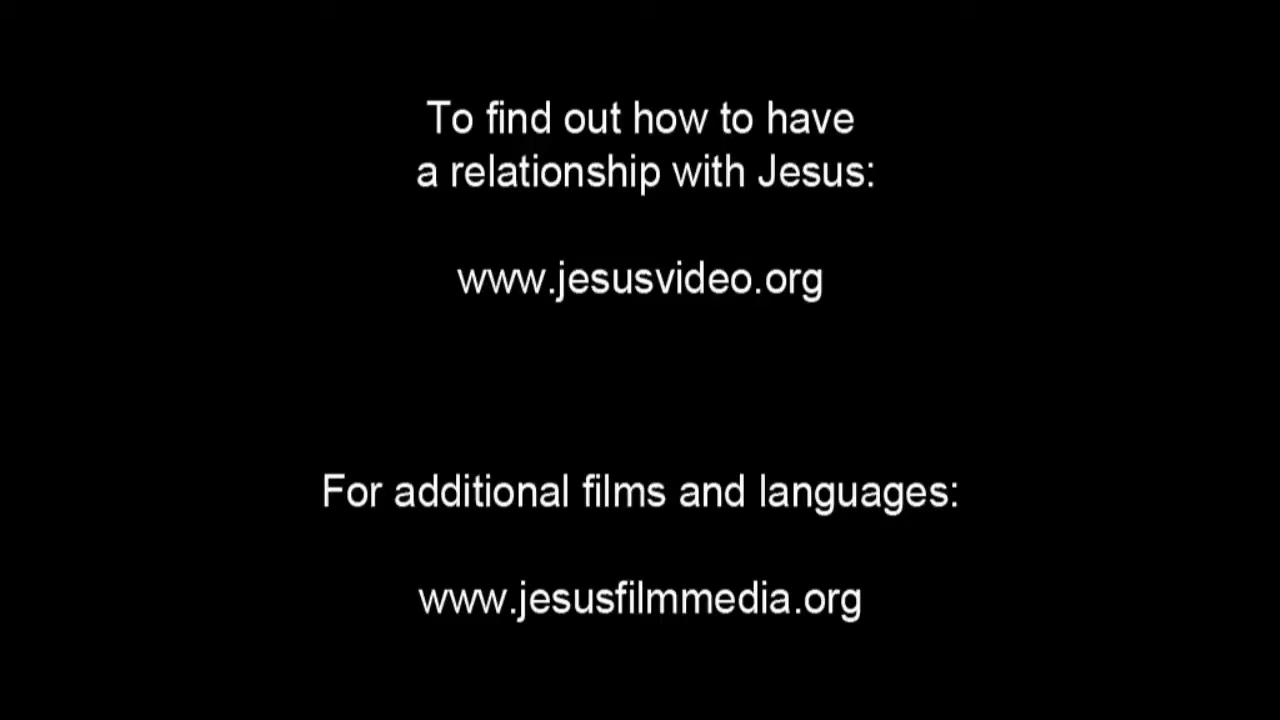 To find out how to have
a relationship with Jesus:
www.jesusvideo.org
For additional films and languages:
www.jesusfilmmedia.org